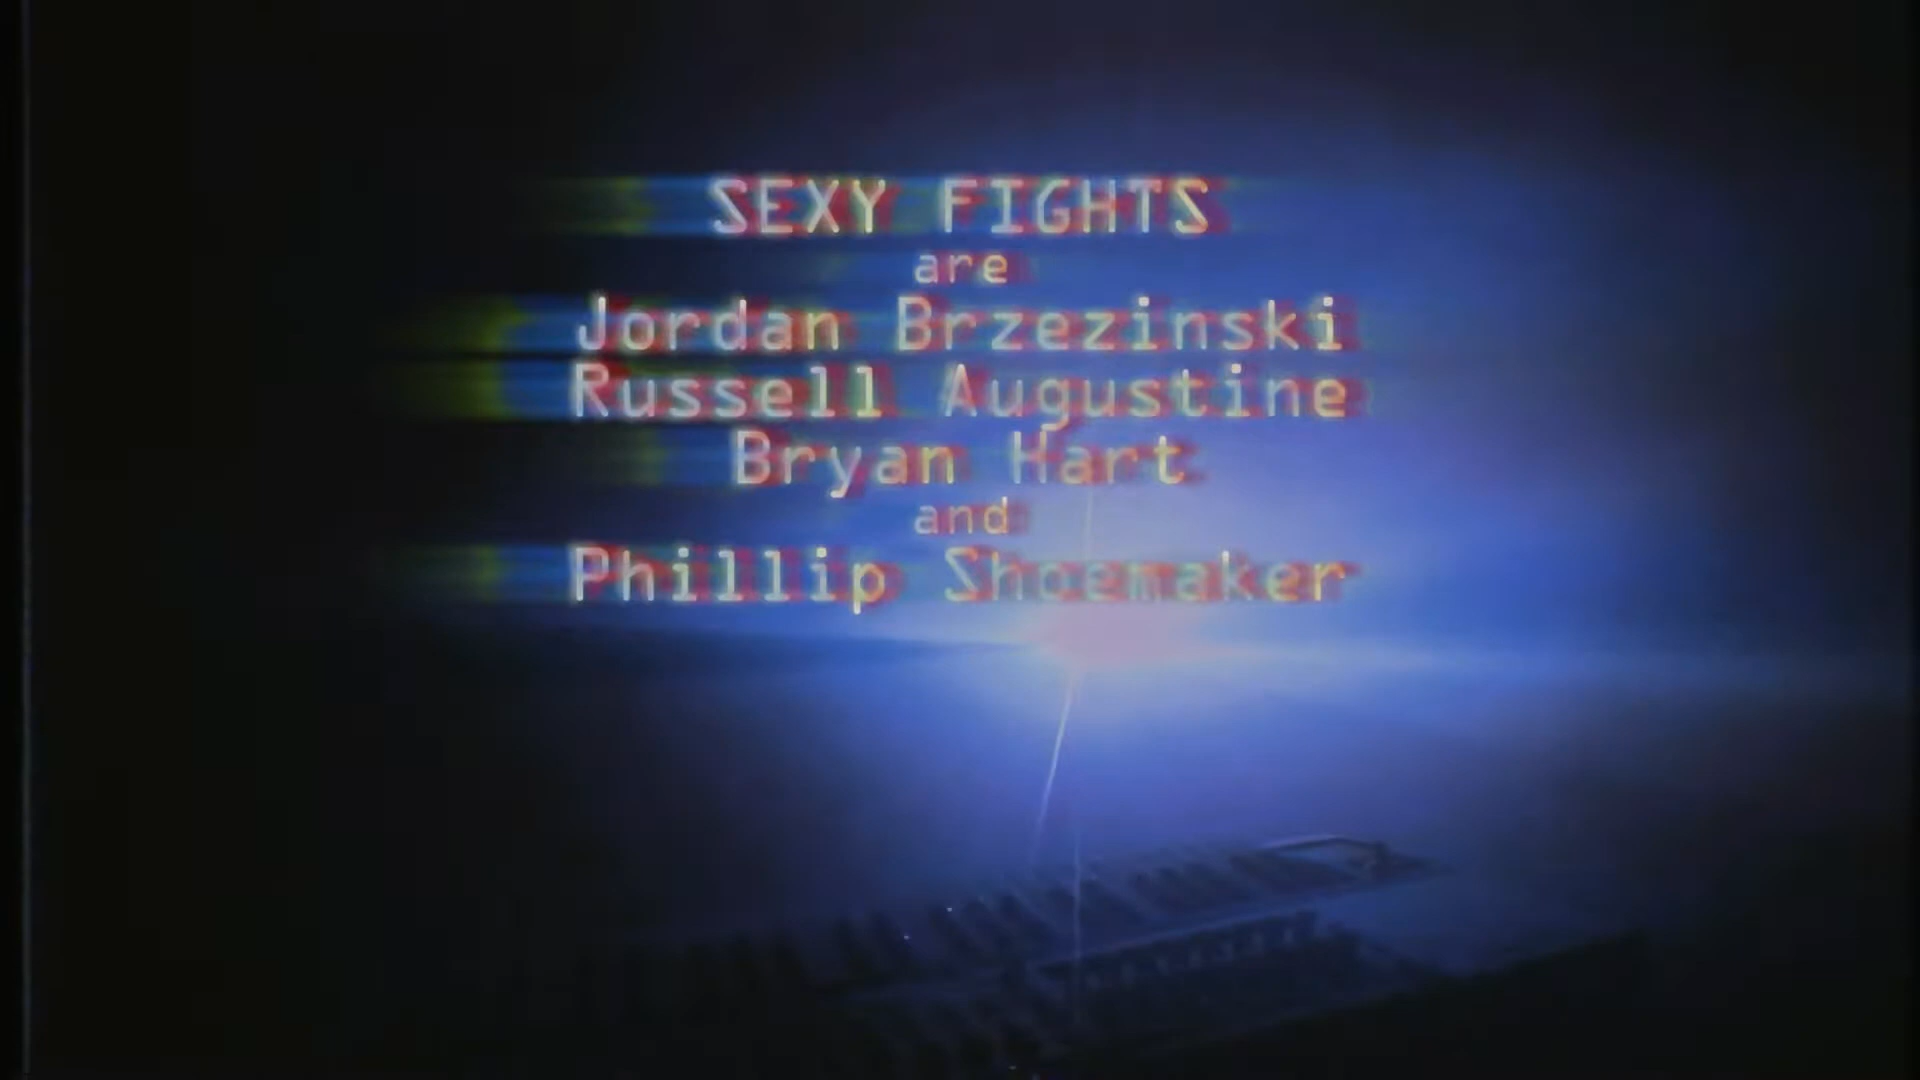 SEXY FIGHTS
are
Jordan Brzezinski
Russell Augustine
Bryan Hart
and
Phillip Shoemaker